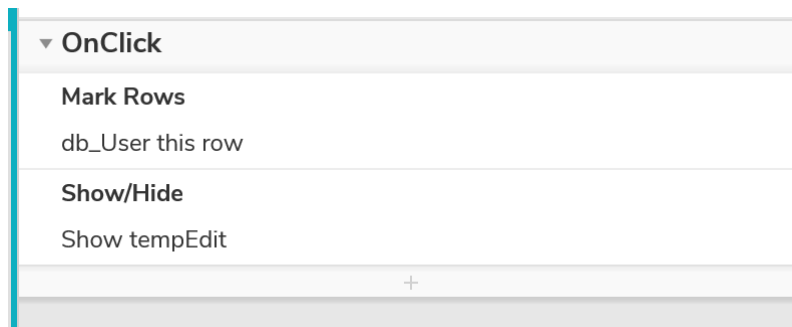 OnClick
Mark Rows
db_User this row
Show/Hide
Show tempEdit
+